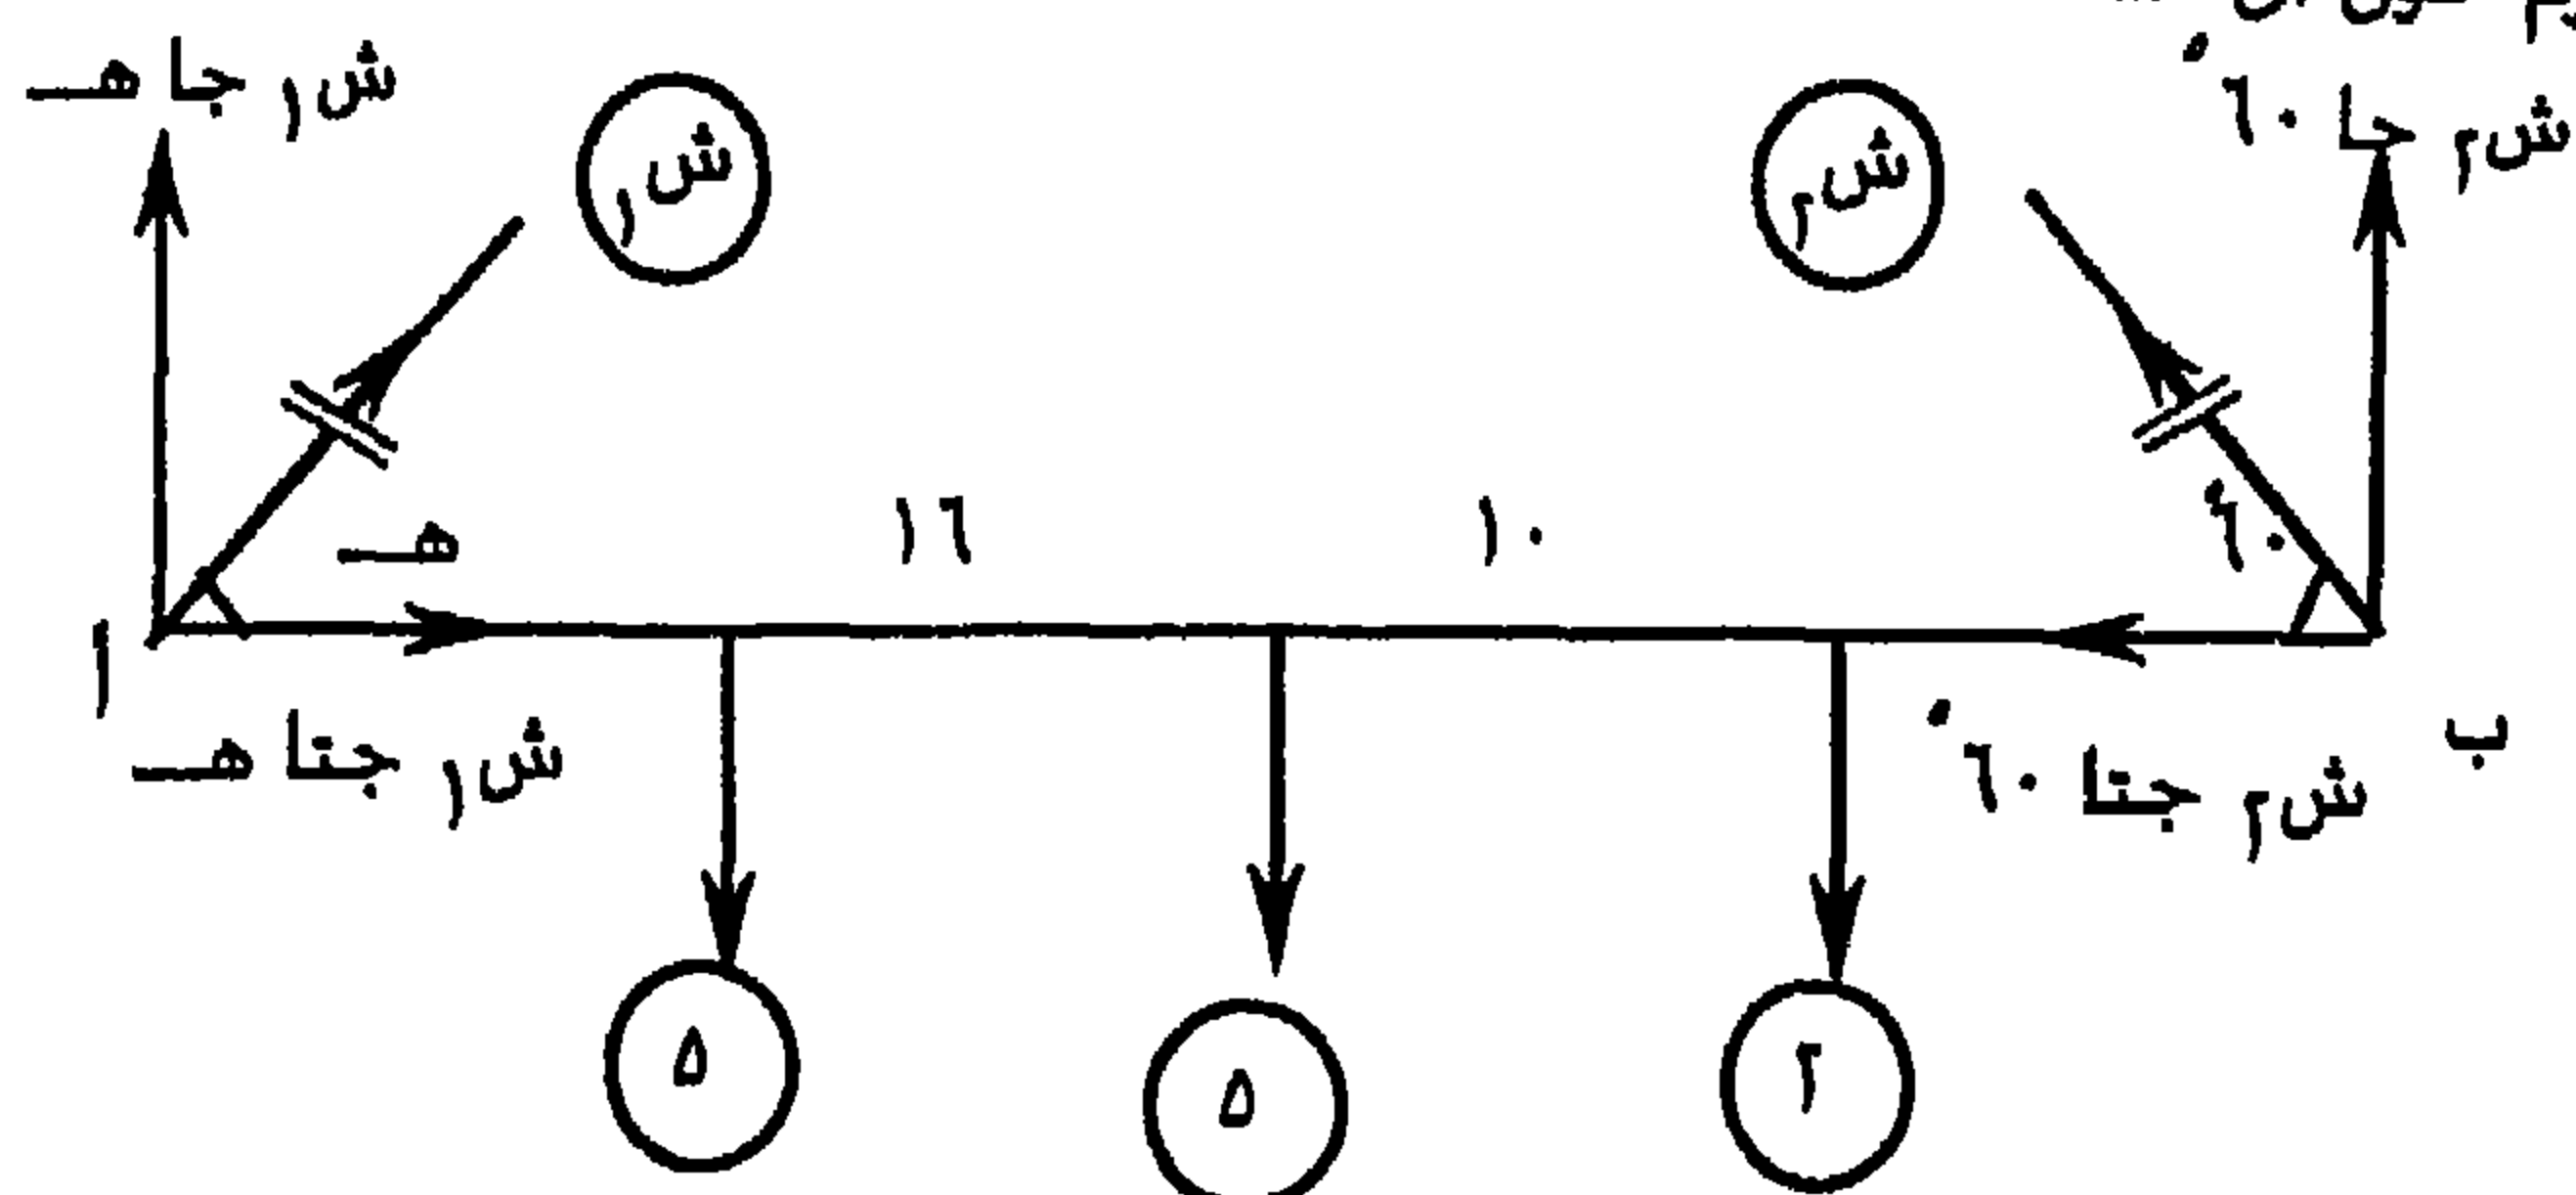 ش٢ جا ٦٠°
ش١ جا هـ
ش٢
ش١
٦٠°
١٠
١٦
هـ
ب
أ
ش٢ جتا ٦٠°
ش١ جتا هـ
٢
٥
٥